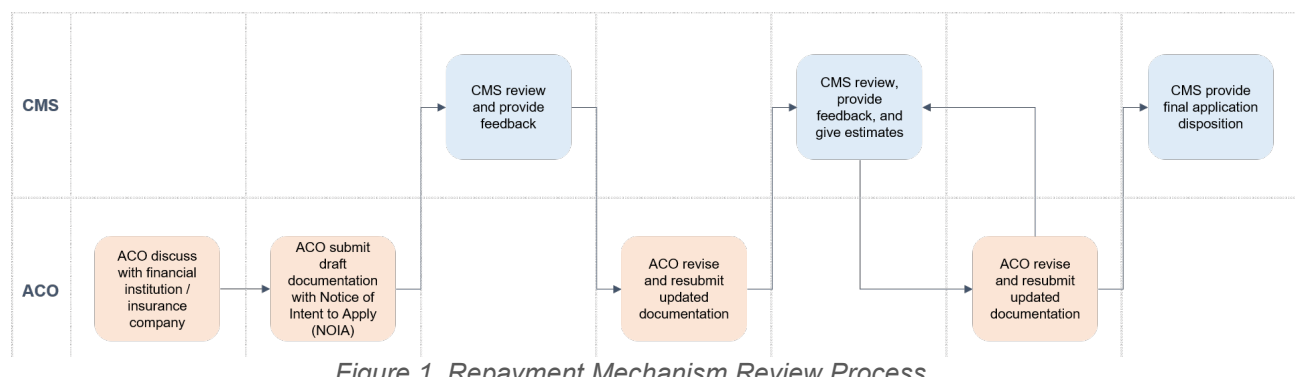 CMS
CMS review
and provide
feedback
CMS review,
provide
feedback, and
give estimates
CMS provide
final application
disposition
ACO
ACO discuss
with financial
institution /
insurance
company
ACO submit
draft
documentation
with Notice of
Intent to Apply
(NOIA)
ACO revise
and resubmit
updated
documentation
ACO revise
and resubmit
updated
documentation
Figure 1. Repayment Mechanism Review Process